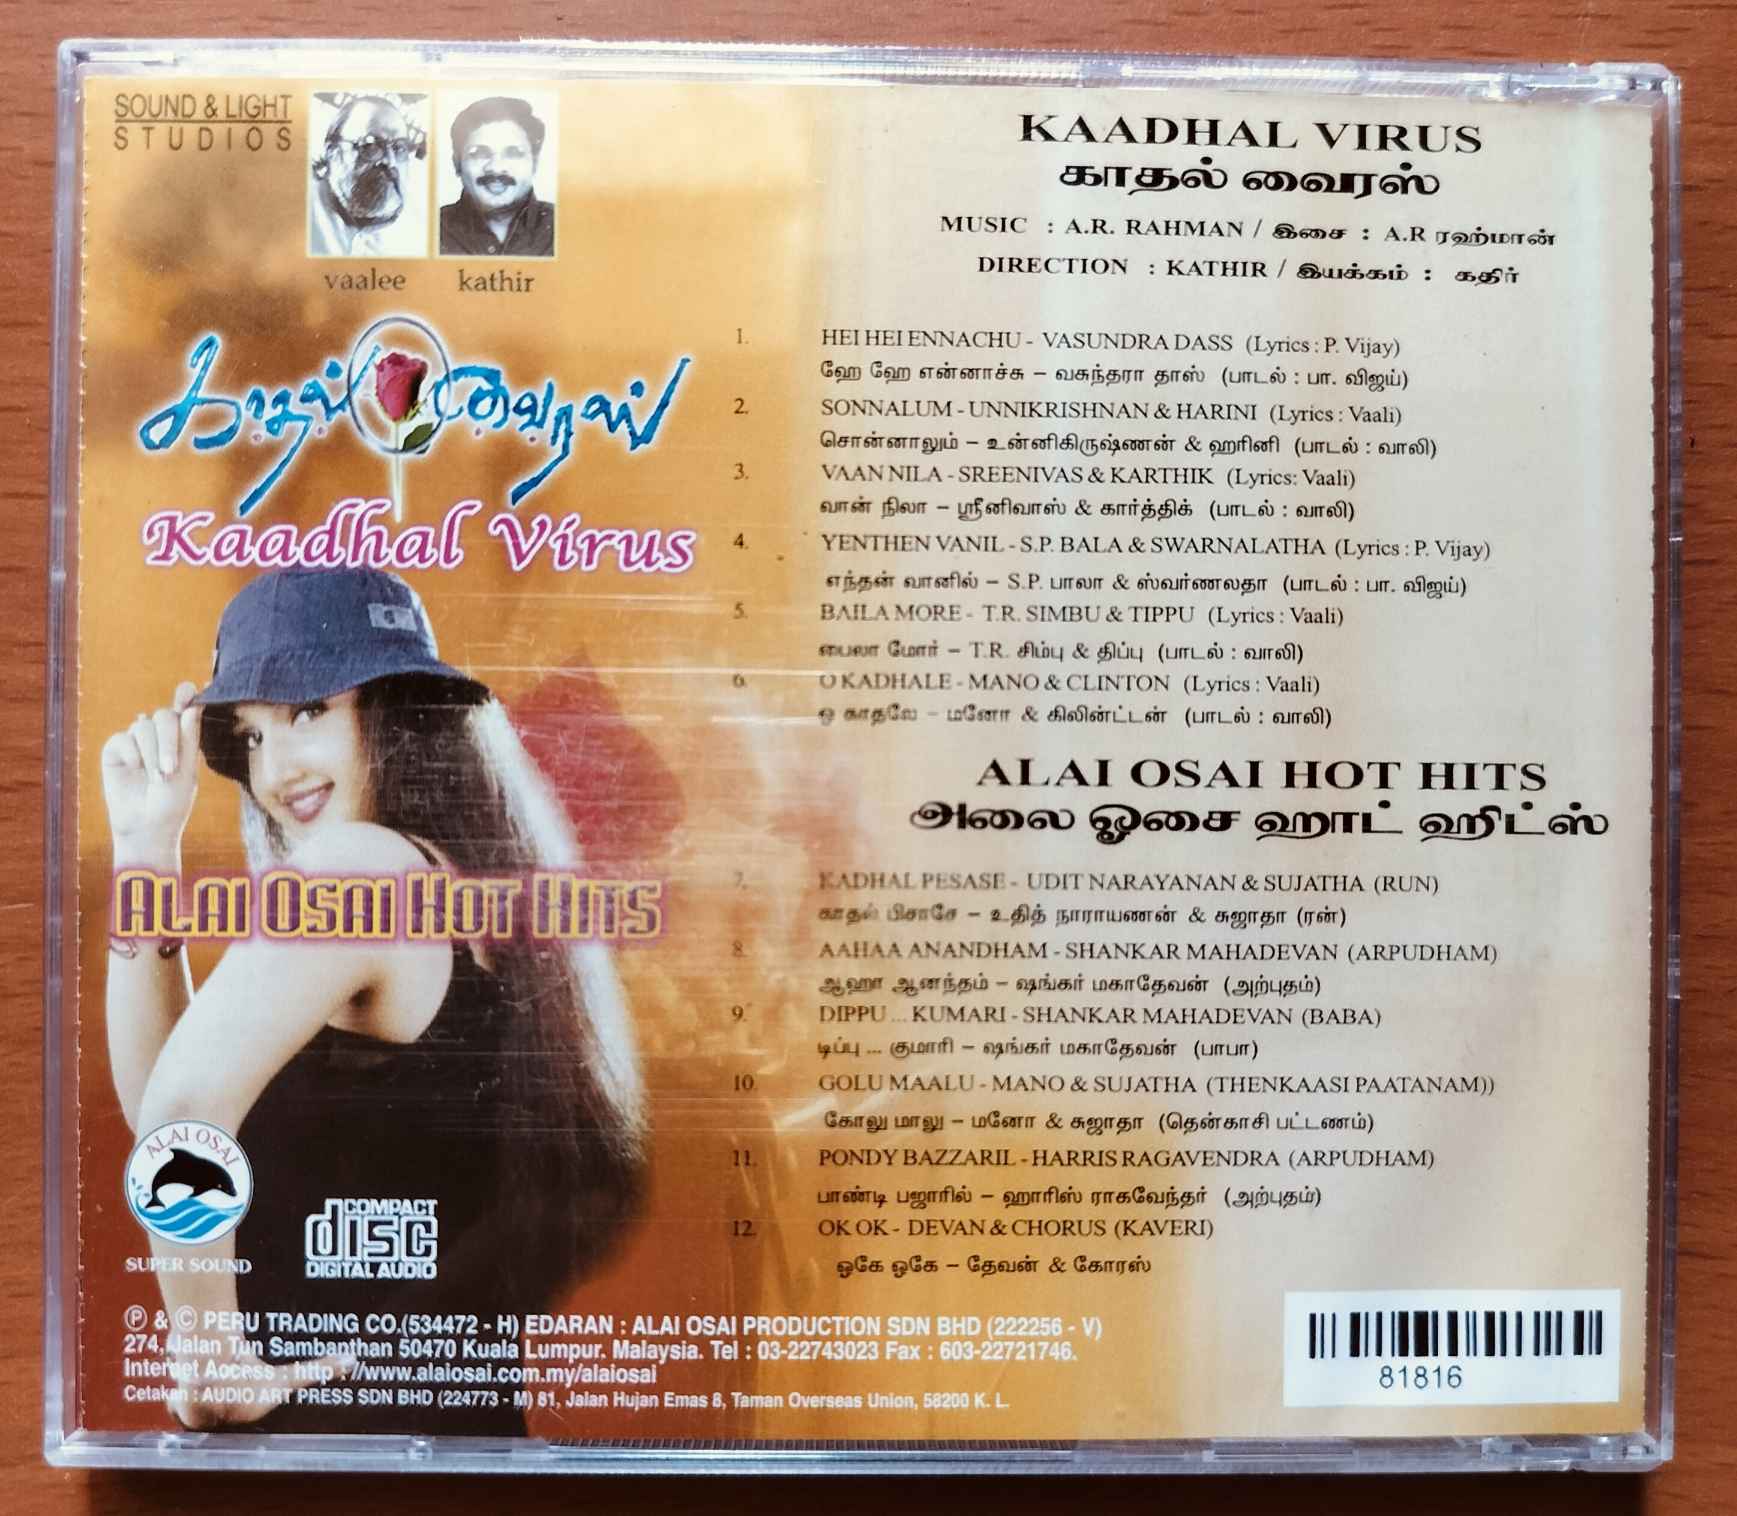 SOUND & LIGHT
STUDIOS
vaalee
kathir
காதல் வைரஸ்
Kaadhal Virus
ALAI OSAI HOT HITS
ALAI OSAI
SUPER SOUND
COMPACT
disc
DIGITAL AUDIO
KAADHAL VIRUS
காதல் வைரஸ்
MUSIC : A.R. RAHMAN / இசை : A.R ரஹ்மான்
DIRECTION : KATHIR / இயக்கம் : கதிர்
1. HEI HEI ENNACHU - VASUNDRA DASS (Lyrics : P. Vijay)
ஹே ஹே என்னாச்சு – வசுந்தரா தாஸ் (பாடல் : பா. விஜய்)
2. SONNALUM - UNNIKRISHNAN & HARINI (Lyrics : Vaali)
சொன்னாலும் – உன்னிகிருஷ்ணன் & ஹரினி (பாடல் : வாலி)
3. VAAN NILA - SREENIVAS & KARTHIK (Lyrics: Vaali)
வான் நிலா – ஸ்ரீனிவாஸ் & கார்த்திக் (பாடல் : வாலி)
4. YENTHEN VANIL - S.P. BALA & SWARNALATHA (Lyrics : P. Vijay)
எந்தன் வானில் – S.P. பாலா & ஸ்வர்ணலதா (பாடல் : பா. விஜய்)
5. BAILA MORE - T.R. SIMBU & TIPPU (Lyrics : Vaali)
பைலா மோர் – T.R. சிம்பு & திப்பு (பாடல் : வாலி)
6. O KADHALE - MANO & CLINTON (Lyrics : Vaali)
ஓ காதலே – மனோ & கிலின்ட்டன் (பாடல் : வாலி)
ALAI OSAI HOT HITS
அலை ஓசை ஹாட் ஹிட்ஸ்
7. KADHAL PESASE - UDIT NARAYANAN & SUJATHA (RUN)
காதல் பிசாசே – உதித் நாராயணன் & சுஜாதா (ரன்)
8. AAHAA ANANDHAM - SHANKAR MAHADEVAN (ARPUDHAM)
ஆஹா ஆனந்தம் – ஷங்கர் மகாதேவன் (அற்புதம்)
9. DIPPU ... KUMARI - SHANKAR MAHADEVAN (BABA)
டிப்பு ... குமாரி – ஷங்கர் மகாதேவன் (பாபா)
10. GOLU MAALU - MANO & SUJATHA (THENKAASI PAATANAM))
கோலு மாலு – மனோ & சுஜாதா (தென்காசி பட்டணம்)
11. PONDY BAZZARIL - HARRIS RAGAVENDRA (ARPUDHAM)
பாண்டி பஜாரில் – ஹாரிஸ் ராகவேந்தர் (அற்புதம்)
12. OK OK - DEVAN & CHORUS (KAVERI)
ஓகே ஓகே – தேவன் & கோரஸ்
℗ & © PERU TRADING CO.(534472 - H) EDARAN : ALAI OSAI PRODUCTION SDN BHD (222256 - V)
274, Jalan Tun Sambanthan 50470 Kuala Lumpur. Malaysia. Tel : 03-22743023 Fax : 603-22721746.
Internet Access : http ://www.alaiosai.com.my/alaiosai
Cetakan : AUDIO ART PRESS SDN BHD (224773 - M) 81, Jalan Hujan Emas 8, Taman Overseas Union, 58200 K. L.
81816